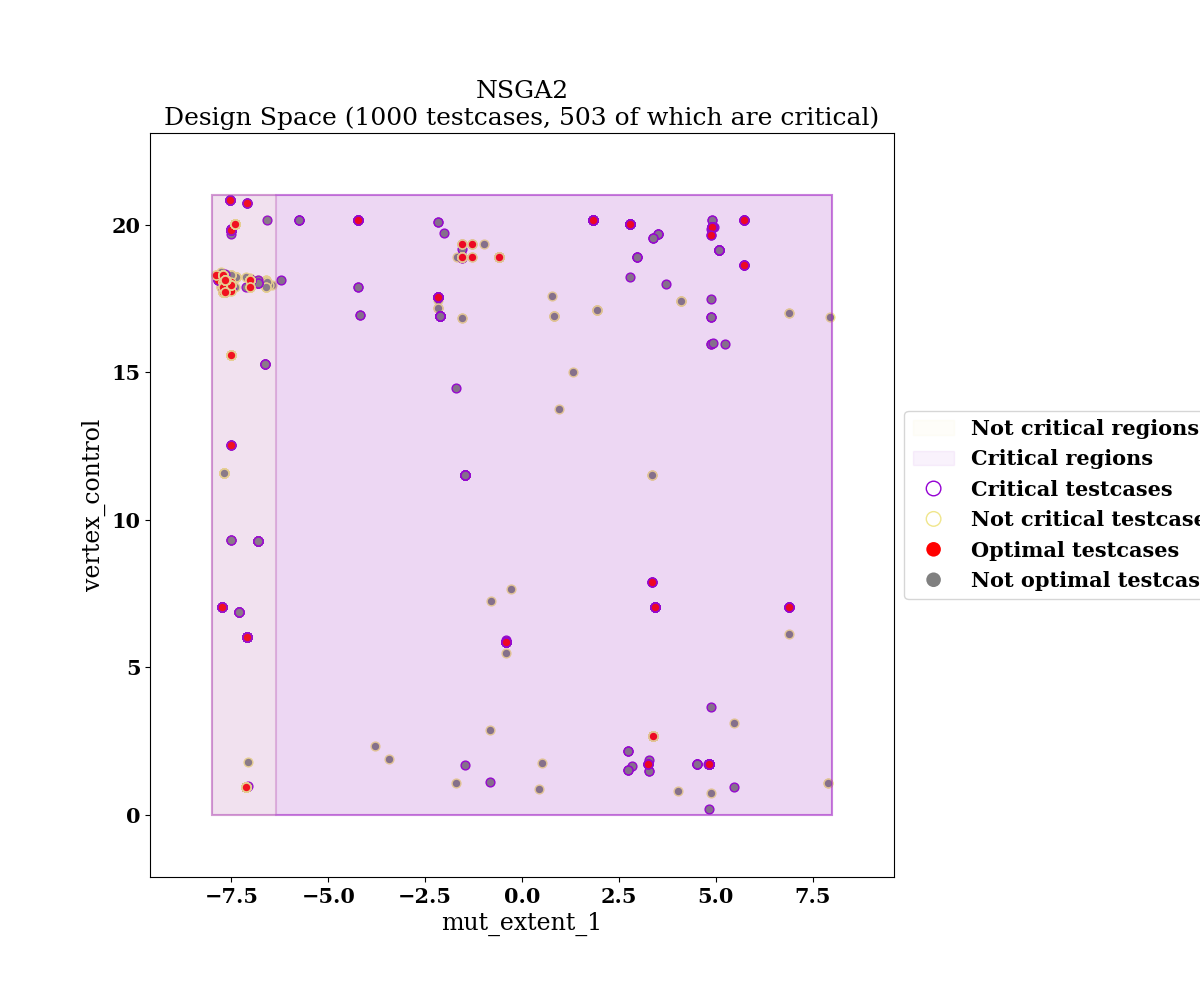 NSGA2
Design Space (1000 testcases, 503 of which are critical)
vertex_control
20
15
10
5
0
−7.5
−5.0
−2.5
0.0
2.5
5.0
7.5
mut_extent_1
Not critical regions
Critical regions
Critical testcases
Not critical testcase
Optimal testcases
Not optimal testcas